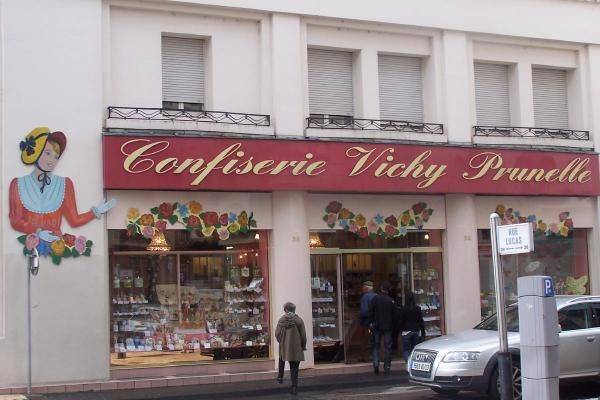 Confiserie Vichy Prunelle
RUE
LUCAS
P